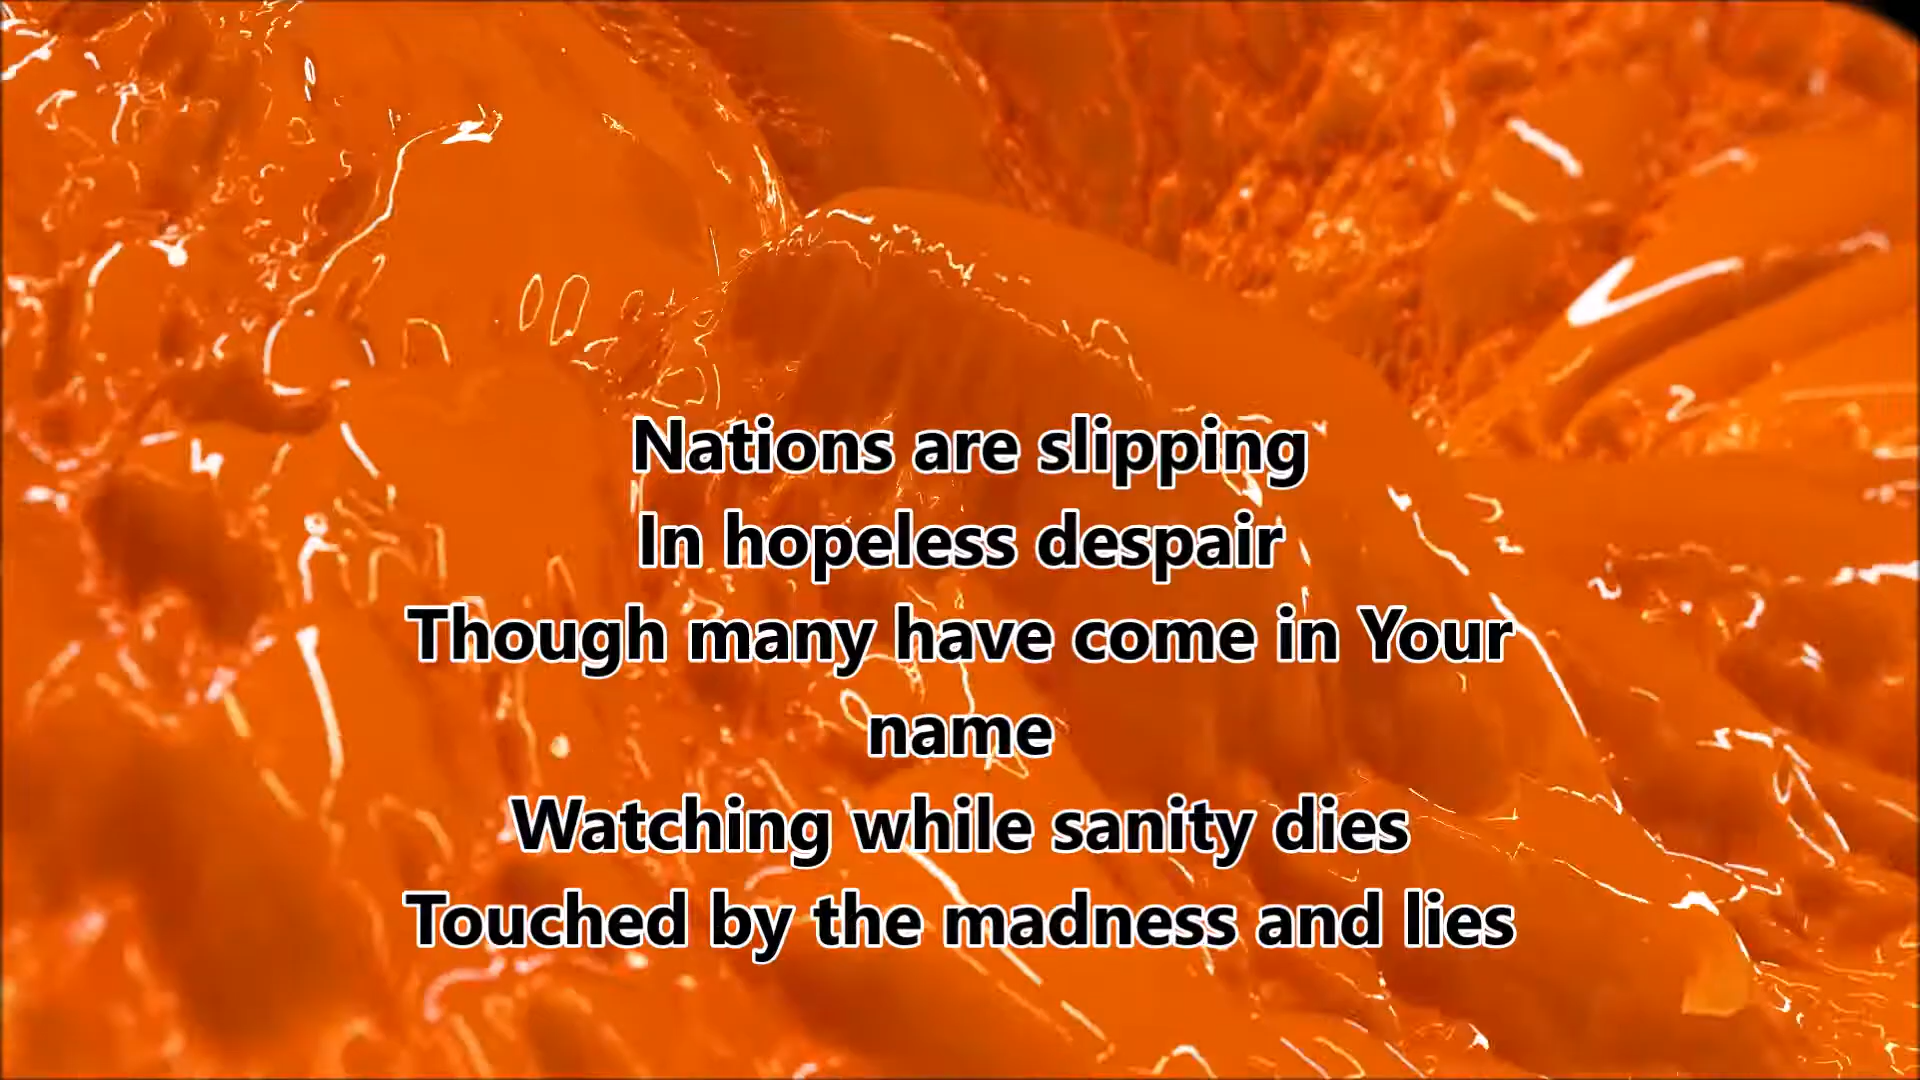 Nations are slipping
In hopeless despair
Though many have come in Your
name
Watching while sanity dies
Touched by the madness and lies